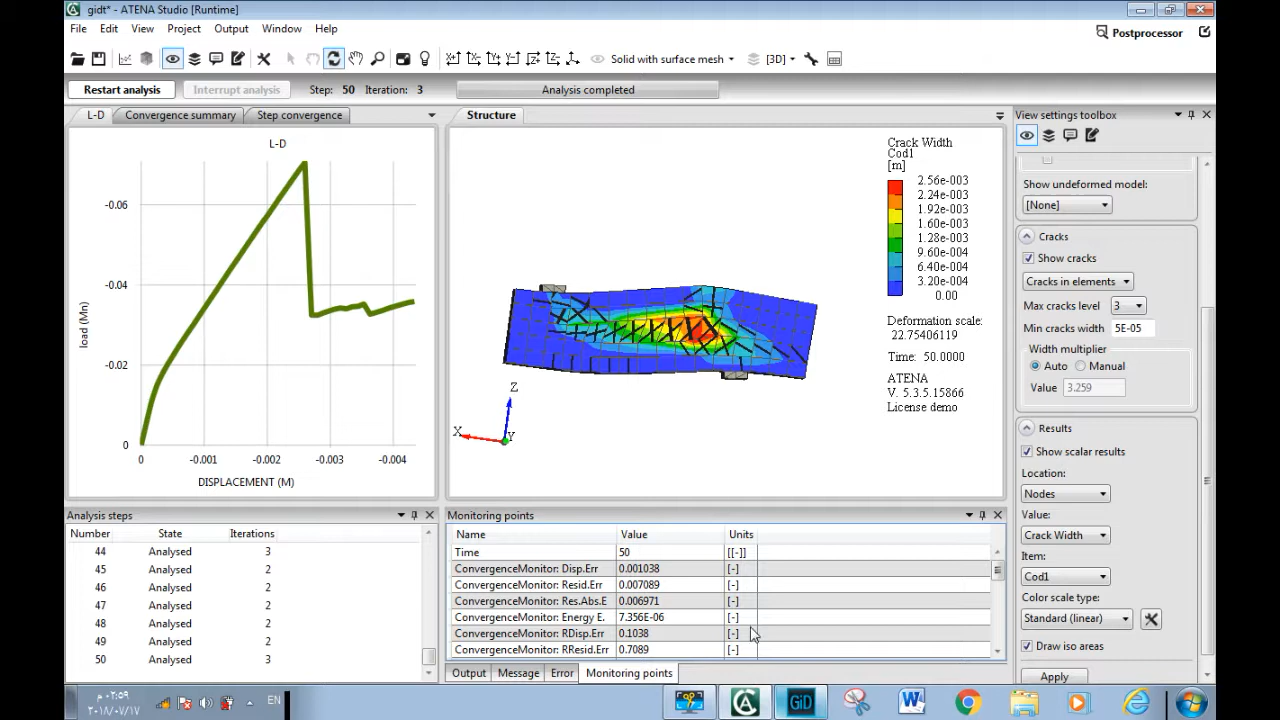 gidt* - ATENA Studio [Runtime]
File Edit View Project Output Window Help
Postprocessor
Solid with surface mesh
[3D]
Restart analysis Interrupt analysis Step: 50 Iteration: 3 Analysis completed
L-D Convergence summary Step convergence
L-D
-0.06
-0.04
-0.02
0
load (Mn)
0 -0.001 -0.002 -0.003 -0.004
DISPLACEMENT (M)
Structure
Crack Width
Cod1
[m]
2.56e-003
2.24e-003
1.92e-003
1.60e-003
1.28e-003
9.60e-004
6.40e-004
3.20e-004
0.00
Deformation scale:
22.75406119
Time: 50.0000
ATENA
V. 5.3.5.15866
License demo
Z
X
Y
View settings toolbox
Show undeformed model:
[None]
Cracks
Show cracks
Cracks in elements
Max cracks level 3
Min cracks width 5E-05
Width multiplier
Auto Manual
Value 3.259
Results
Show scalar results
Location:
Nodes
Value:
Crack Width
Item:
Cod1
Color scale type:
Standard (linear)
Draw iso areas
Apply
Analysis steps
Number State Iterations
44 Analysed 3
45 Analysed 2
46 Analysed 2
47 Analysed 2
48 Analysed 2
49 Analysed 2
50 Analysed 3
Monitoring points
Name Value Units
Time 50 [[-]]
ConvergenceMonitor: Disp.Err 0.001038 [-]
ConvergenceMonitor: Resid.Err 0.007089 [-]
ConvergenceMonitor: Res.Abs.E 0.006971 [-]
ConvergenceMonitor: Energy E. 7.356E-06 [-]
ConvergenceMonitor: RDisp.Err 0.1038 [-]
ConvergenceMonitor: RResid.Err 0.7089 [-]
Output Message Error Monitoring points
٠٢:٥٩ م
٢٠١٨/٠٧/١٧
EN
GiD